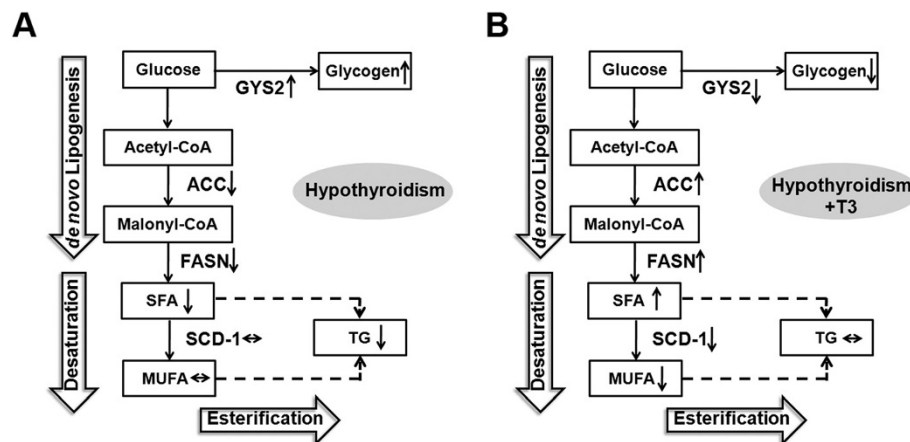 A
de novo Lipogenesis
Desaturation
Glucose
GYS2↑
Glycogen↑
Acetyl-CoA
ACC↓
Hypothyroidism
Malonyl-CoA
FASN↓
SFA ↓
SCD-1↔
TG ↓
MUFA↔
Esterification
B
de novo Lipogenesis
Desaturation
Glucose
GYS2↓
Glycogen↓
Acetyl-CoA
ACC↑
Hypothyroidism
+T3
Malonyl-CoA
FASN↑
SFA ↑
SCD-1↓
TG ↔
MUFA↓
Esterification